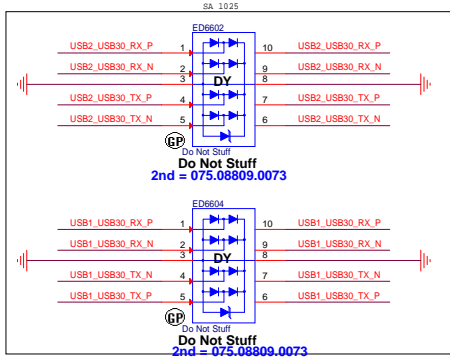 SA 1025
ED6602
USB2_USB30_RX_P 1 10 USB2_USB30_RX_P
USB2_USB30_RX_N 2 9 USB2_USB30_RX_N
3 DY 8
USB2_USB30_TX_P 4 7 USB2_USB30_TX_P
USB2_USB30_TX_N 5 6 USB2_USB30_TX_N
GP
Do Not Stuff
Do Not Stuff
2nd = 075.08809.0073
ED6604
USB1_USB30_RX_P 1 10 USB1_USB30_RX_P
USB1_USB30_RX_N 2 9 USB1_USB30_RX_N
3 DY 8
USB1_USB30_TX_N 4 7 USB1_USB30_TX_N
USB1_USB30_TX_P 5 6 USB1_USB30_TX_P
GP
Do Not Stuff
Do Not Stuff
2nd = 075.08809.0073